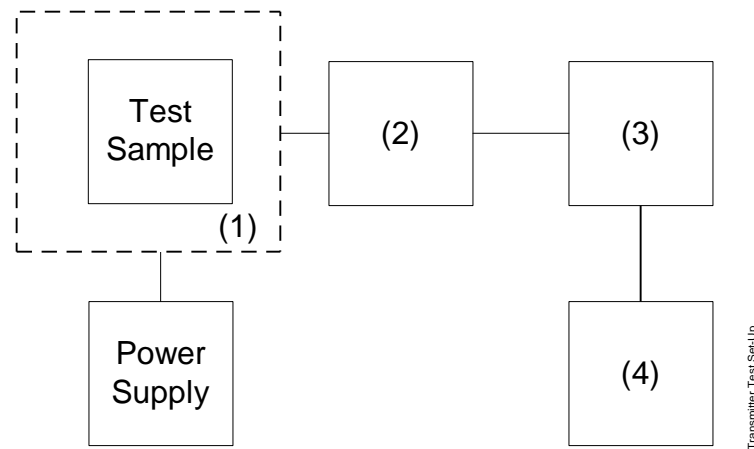 Test
Sample
(1)
(2)
(3)
Power
Supply
(4)
Transmitter Test Set-Up